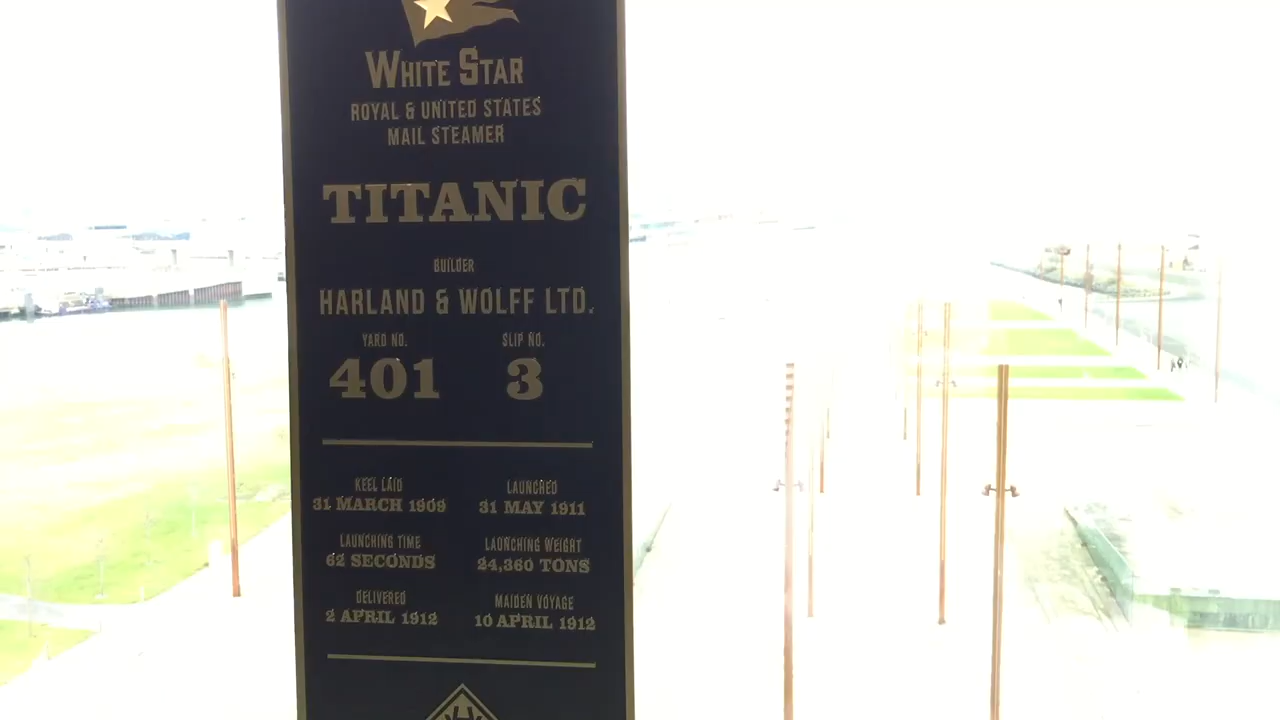 WHITE STAR
ROYAL & UNITED STATES
MAIL STEAMER
TITANIC
BUILDER
HARLAND & WOLFF LTD.
YARD NO. SLIP NO.
401 3
KEEL LAID LAUNCHED
31 MARCH 1909 31 MAY 1911
LAUNCHING TIME LAUNCHING WEIGHT
62 SECONDS 24,360 TONS
DELIVERED MAIDEN VOYAGE
2 APRIL 1912 10 APRIL 1912